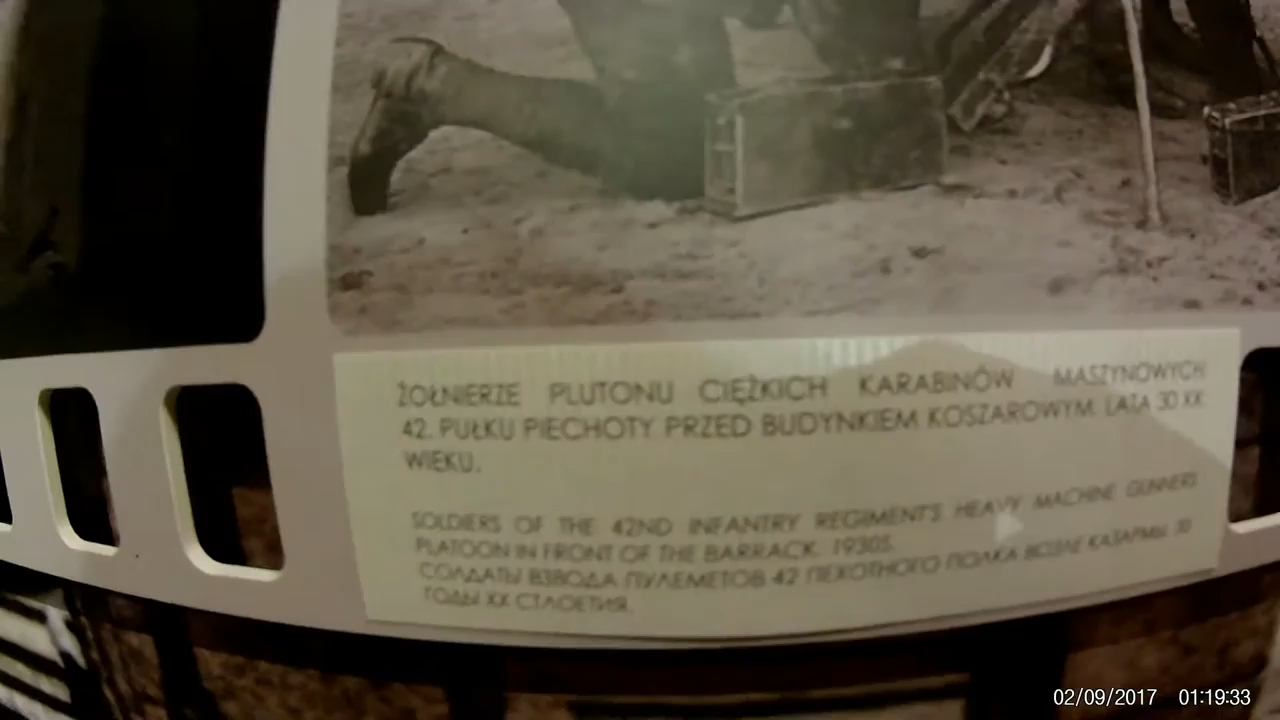 ŻOŁNIERZE PLUTONU CIĘŻKICH KARABINÓW MASZYNOWYCH
42. PUŁKU PIECHOTY PRZED BUDYNKIEM KOSZAROWYM. LATA 30 XX
WIEKU.
SOLDIERS OF THE 42ND INFANTRY REGIMENT'S HEAVY MACHINE GUNNERS
PLATOON IN FRONT OF THE BARRACK. 1930S.
СОЛДАТЫ ВЗВОДА ПУЛЕМЕТОВ 42 ПЕХОТНОГО ПОЛКА ВОЗЛЕ КАЗАРМЫ. 30
ГОДЫ XX СТЛОЕТИЯ.
02/09/2017 01:19:33